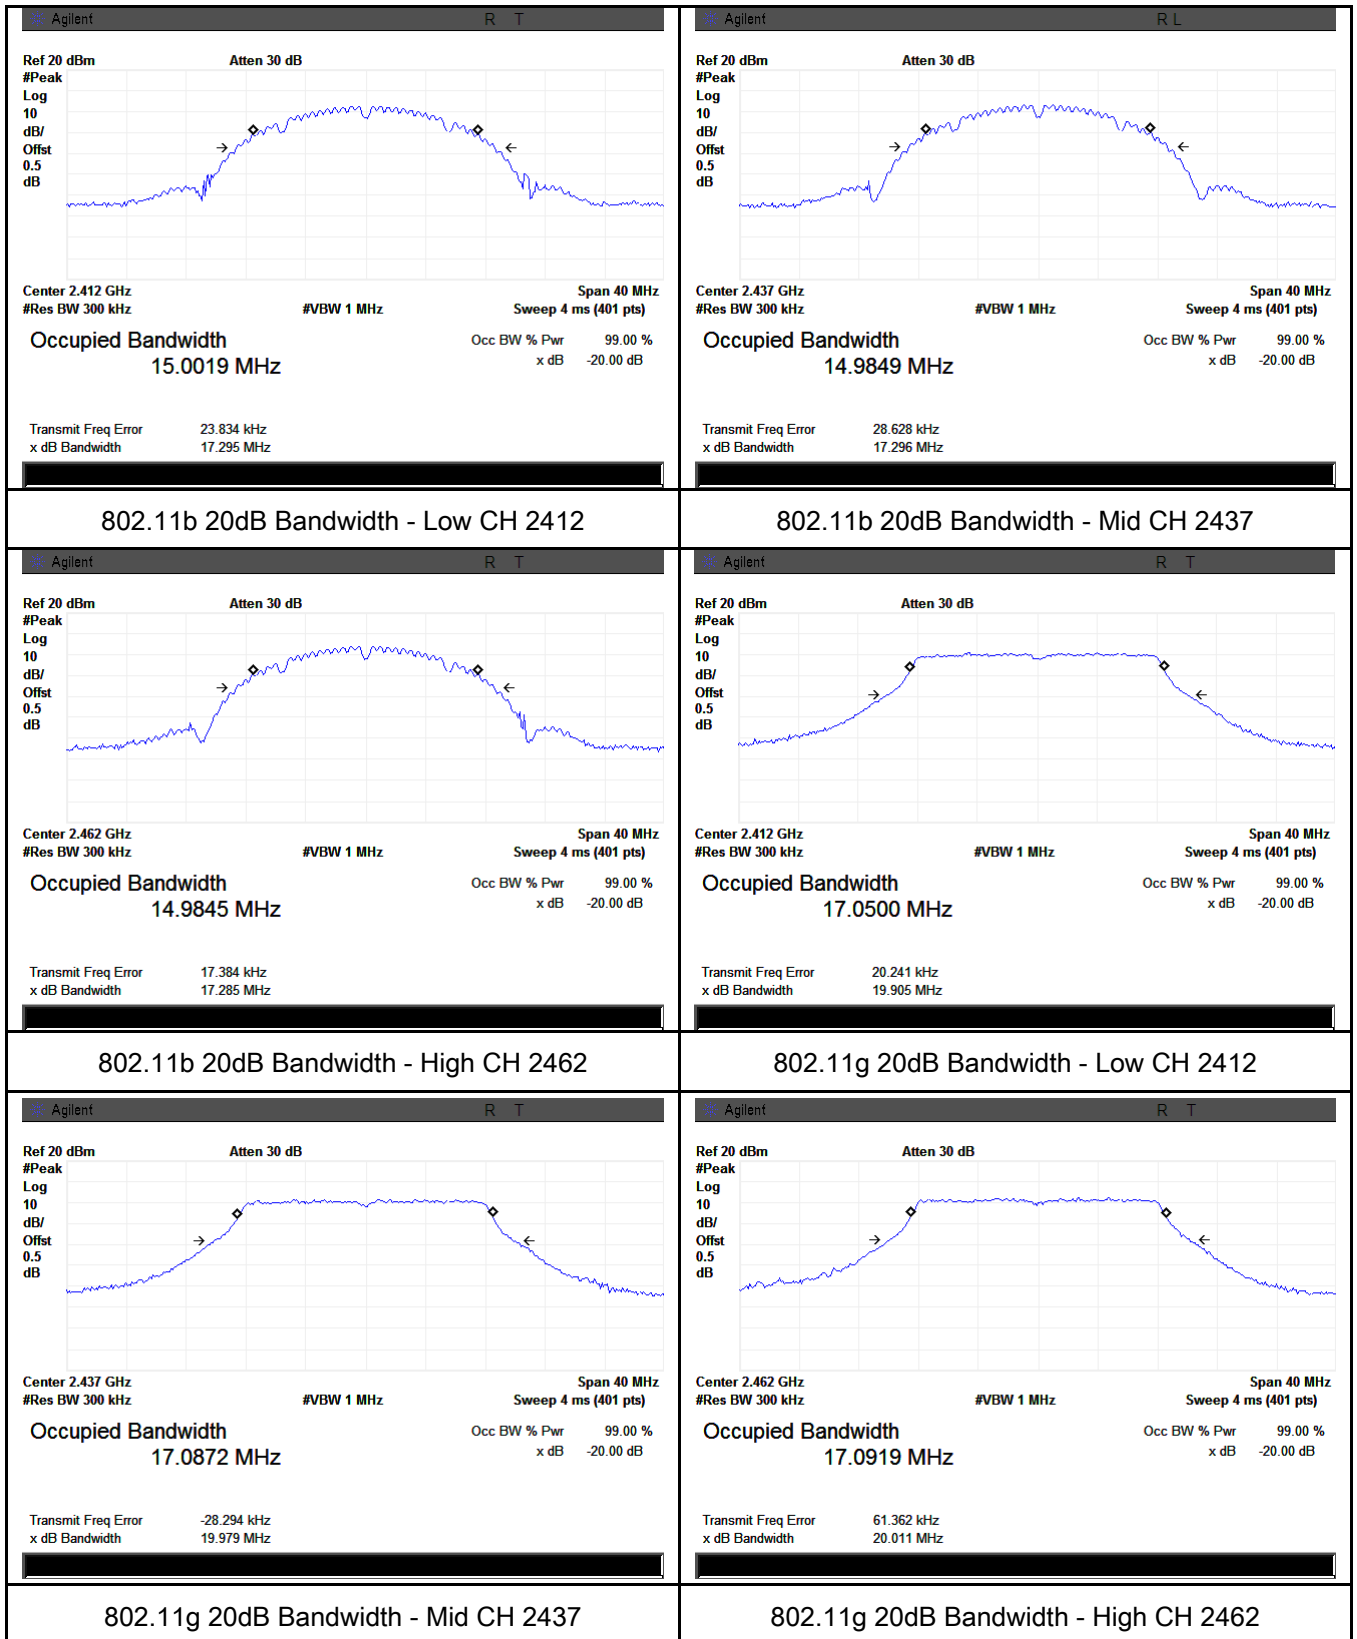 Agilent R T
Ref 20 dBm Atten 30 dB
#Peak
Log
10
dB/
Offst
0.5
dB
Center 2.412 GHz Span 40 MHz
#Res BW 300 kHz #VBW 1 MHz Sweep 4 ms (401 pts)
Occupied Bandwidth Occ BW % Pwr 99.00 %
15.0019 MHz x dB -20.00 dB
Transmit Freq Error 23.834 kHz
x dB Bandwidth 17.295 MHz
802.11b 20dB Bandwidth - Low CH 2412
Agilent R L
Ref 20 dBm Atten 30 dB
#Peak
Log
10
dB/
Offst
0.5
dB
Center 2.437 GHz Span 40 MHz
#Res BW 300 kHz #VBW 1 MHz Sweep 4 ms (401 pts)
Occupied Bandwidth Occ BW % Pwr 99.00 %
14.9849 MHz x dB -20.00 dB
Transmit Freq Error 28.628 kHz
x dB Bandwidth 17.296 MHz
802.11b 20dB Bandwidth - Mid CH 2437
Agilent R T
Ref 20 dBm Atten 30 dB
#Peak
Log
10
dB/
Offst
0.5
dB
Center 2.462 GHz Span 40 MHz
#Res BW 300 kHz #VBW 1 MHz Sweep 4 ms (401 pts)
Occupied Bandwidth Occ BW % Pwr 99.00 %
14.9845 MHz x dB -20.00 dB
Transmit Freq Error 17.384 kHz
x dB Bandwidth 17.285 MHz
802.11b 20dB Bandwidth - High CH 2462
Agilent R T
Ref 20 dBm Atten 30 dB
#Peak
Log
10
dB/
Offst
0.5
dB
Center 2.412 GHz Span 40 MHz
#Res BW 300 kHz #VBW 1 MHz Sweep 4 ms (401 pts)
Occupied Bandwidth Occ BW % Pwr 99.00 %
17.0500 MHz x dB -20.00 dB
Transmit Freq Error 20.241 kHz
x dB Bandwidth 19.905 MHz
802.11g 20dB Bandwidth - Low CH 2412
Agilent R T
Ref 20 dBm Atten 30 dB
#Peak
Log
10
dB/
Offst
0.5
dB
Center 2.437 GHz Span 40 MHz
#Res BW 300 kHz #VBW 1 MHz Sweep 4 ms (401 pts)
Occupied Bandwidth Occ BW % Pwr 99.00 %
17.0872 MHz x dB -20.00 dB
Transmit Freq Error -28.294 kHz
x dB Bandwidth 19.979 MHz
802.11g 20dB Bandwidth - Mid CH 2437
Agilent R T
Ref 20 dBm Atten 30 dB
#Peak
Log
10
dB/
Offst
0.5
dB
Center 2.462 GHz Span 40 MHz
#Res BW 300 kHz #VBW 1 MHz Sweep 4 ms (401 pts)
Occupied Bandwidth Occ BW % Pwr 99.00 %
17.0919 MHz x dB -20.00 dB
Transmit Freq Error 61.362 kHz
x dB Bandwidth 20.011 MHz
802.11g 20dB Bandwidth - High CH 2462